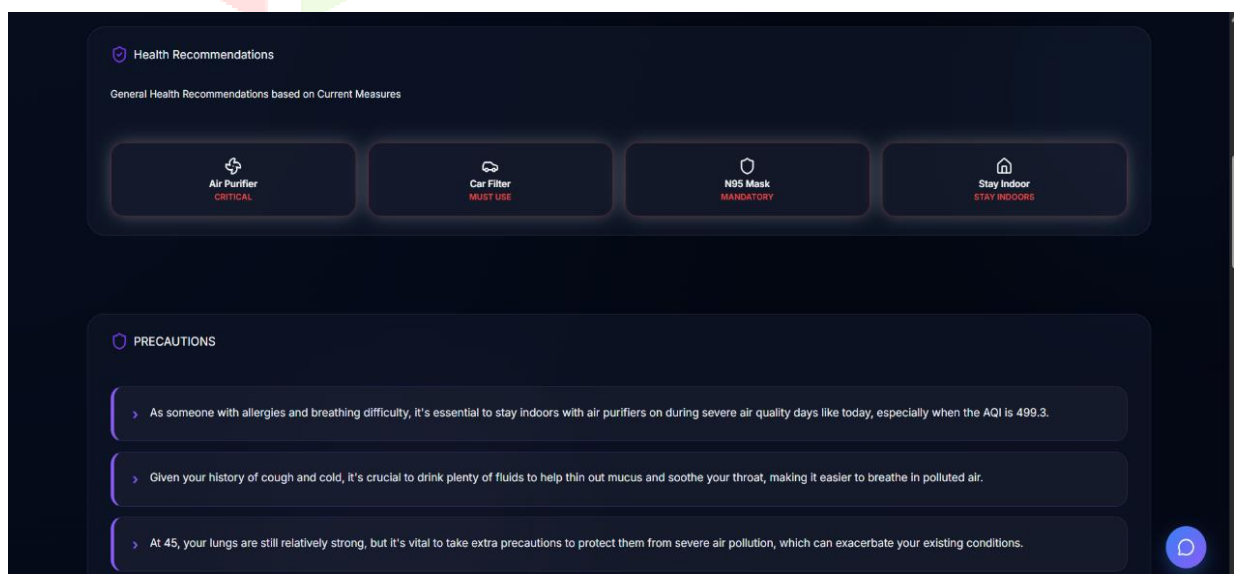 Health Recommendations
General Health Recommendations based on Current Measures
Air Purifier
CRITICAL
Car Filter
MUST USE
N95 Mask
MANDATORY
Stay Indoor
STAY INDOORS
PRECAUTIONS
As someone with allergies and breathing difficulty, it's essential to stay indoors with air purifiers on during severe air quality days like today, especially when the AQI is 499.3.
Given your history of cough and cold, it's crucial to drink plenty of fluids to help thin out mucus and soothe your throat, making it easier to breathe in polluted air.
At 45, your lungs are still relatively strong, but it's vital to take extra precautions to protect them from severe air pollution, which can exacerbate your existing conditions.